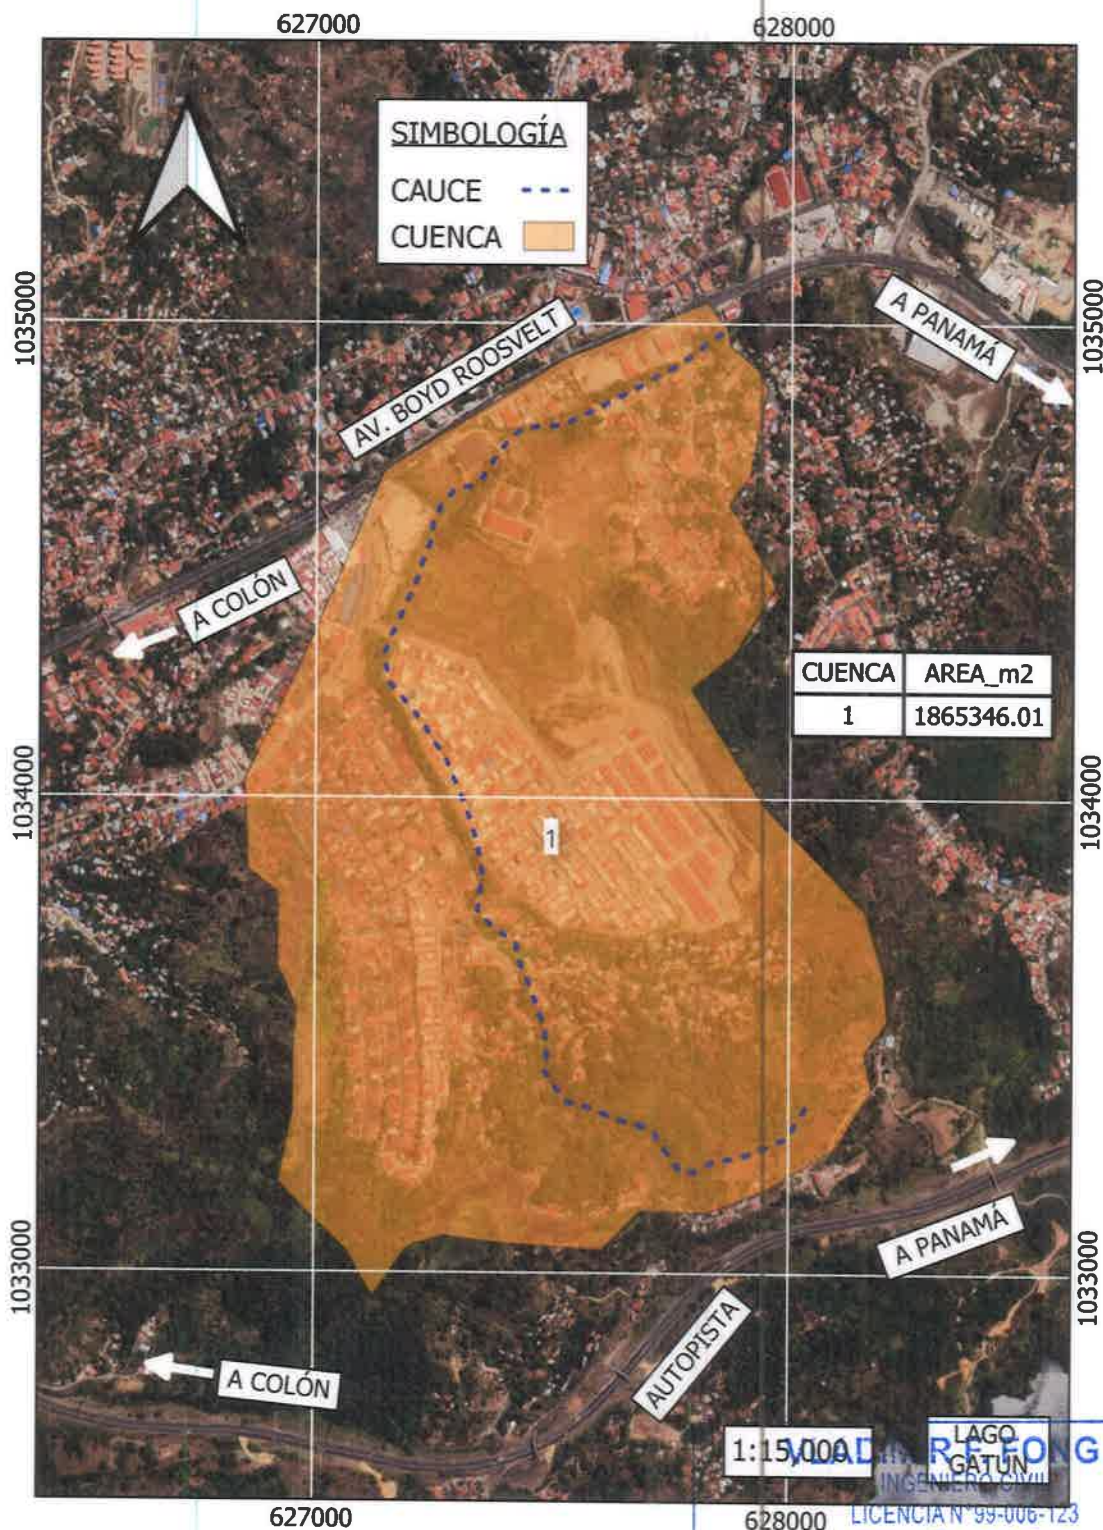 627000
628000
SIMBOLOGÍA
CAUCE
CUENCA
1035000
1035000
A PANAMÁ
AV. BOYD ROOSVELT
A COLÓN
CUENCA AREA_m2
1 1865346.01
1034000
1034000
1
1033000
1033000
A PANAMÁ
AUTOPISTA
A COLÓN
1:15,000
LAGO
GATUN
FONG
INGENIERO CIVIL
LICENCIA N°99-006-123
627000
628000